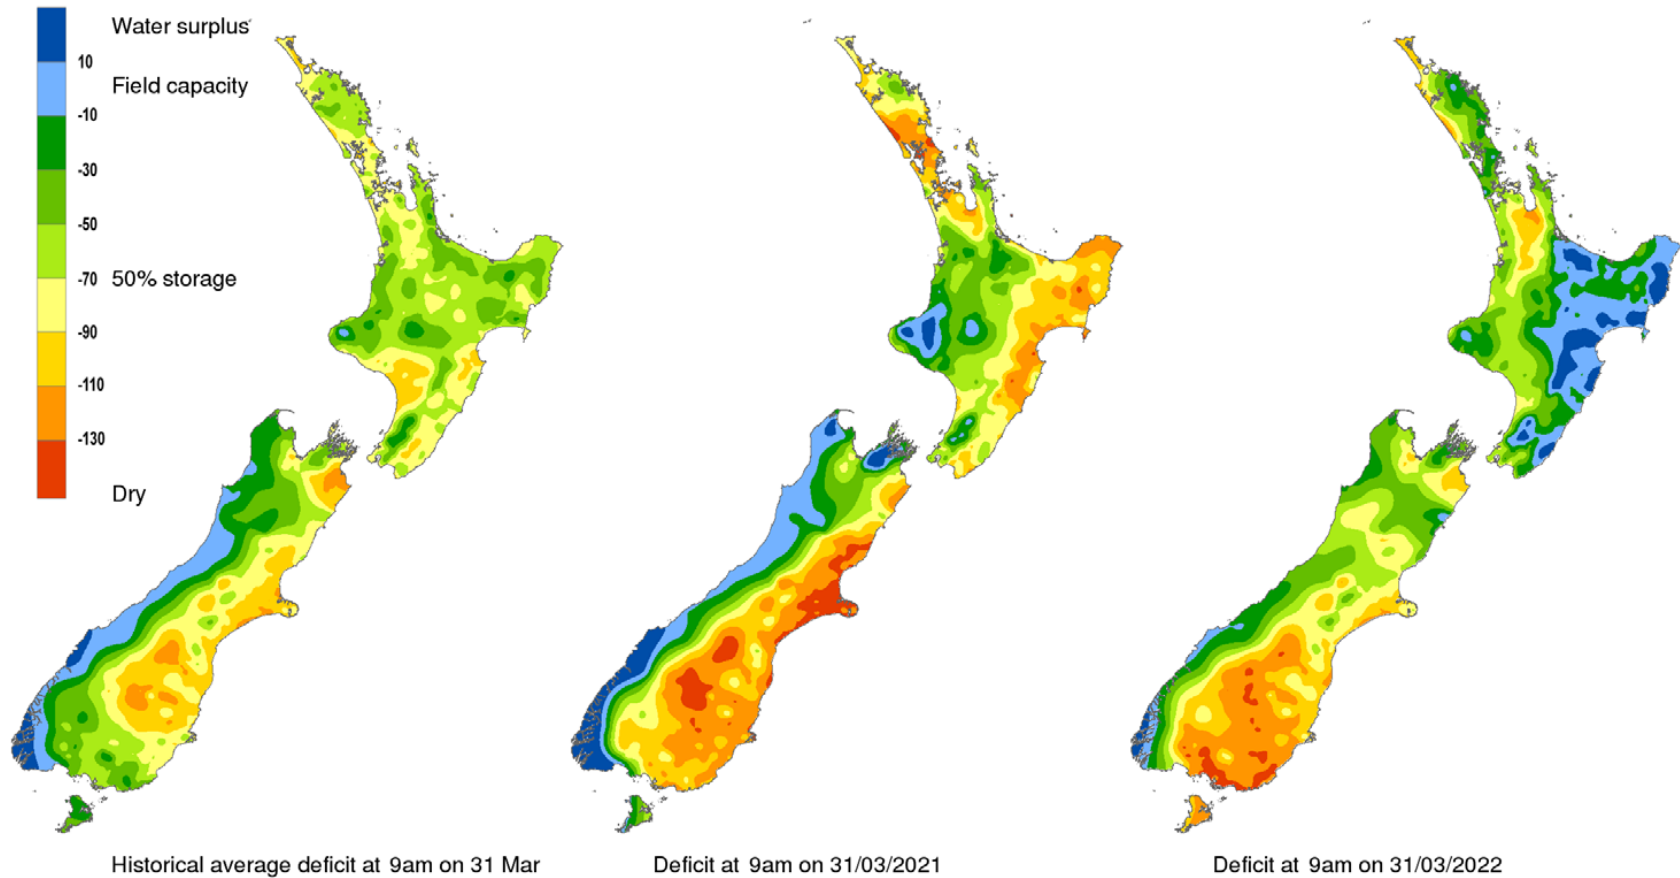 Water surplus
10
Field capacity
-10
-30
-50
-70
50% storage
-90
-110
-130
Dry
Historical average deficit at 9am on 31 Mar
Deficit at 9am on 31/03/2021
Deficit at 9am on 31/03/2022